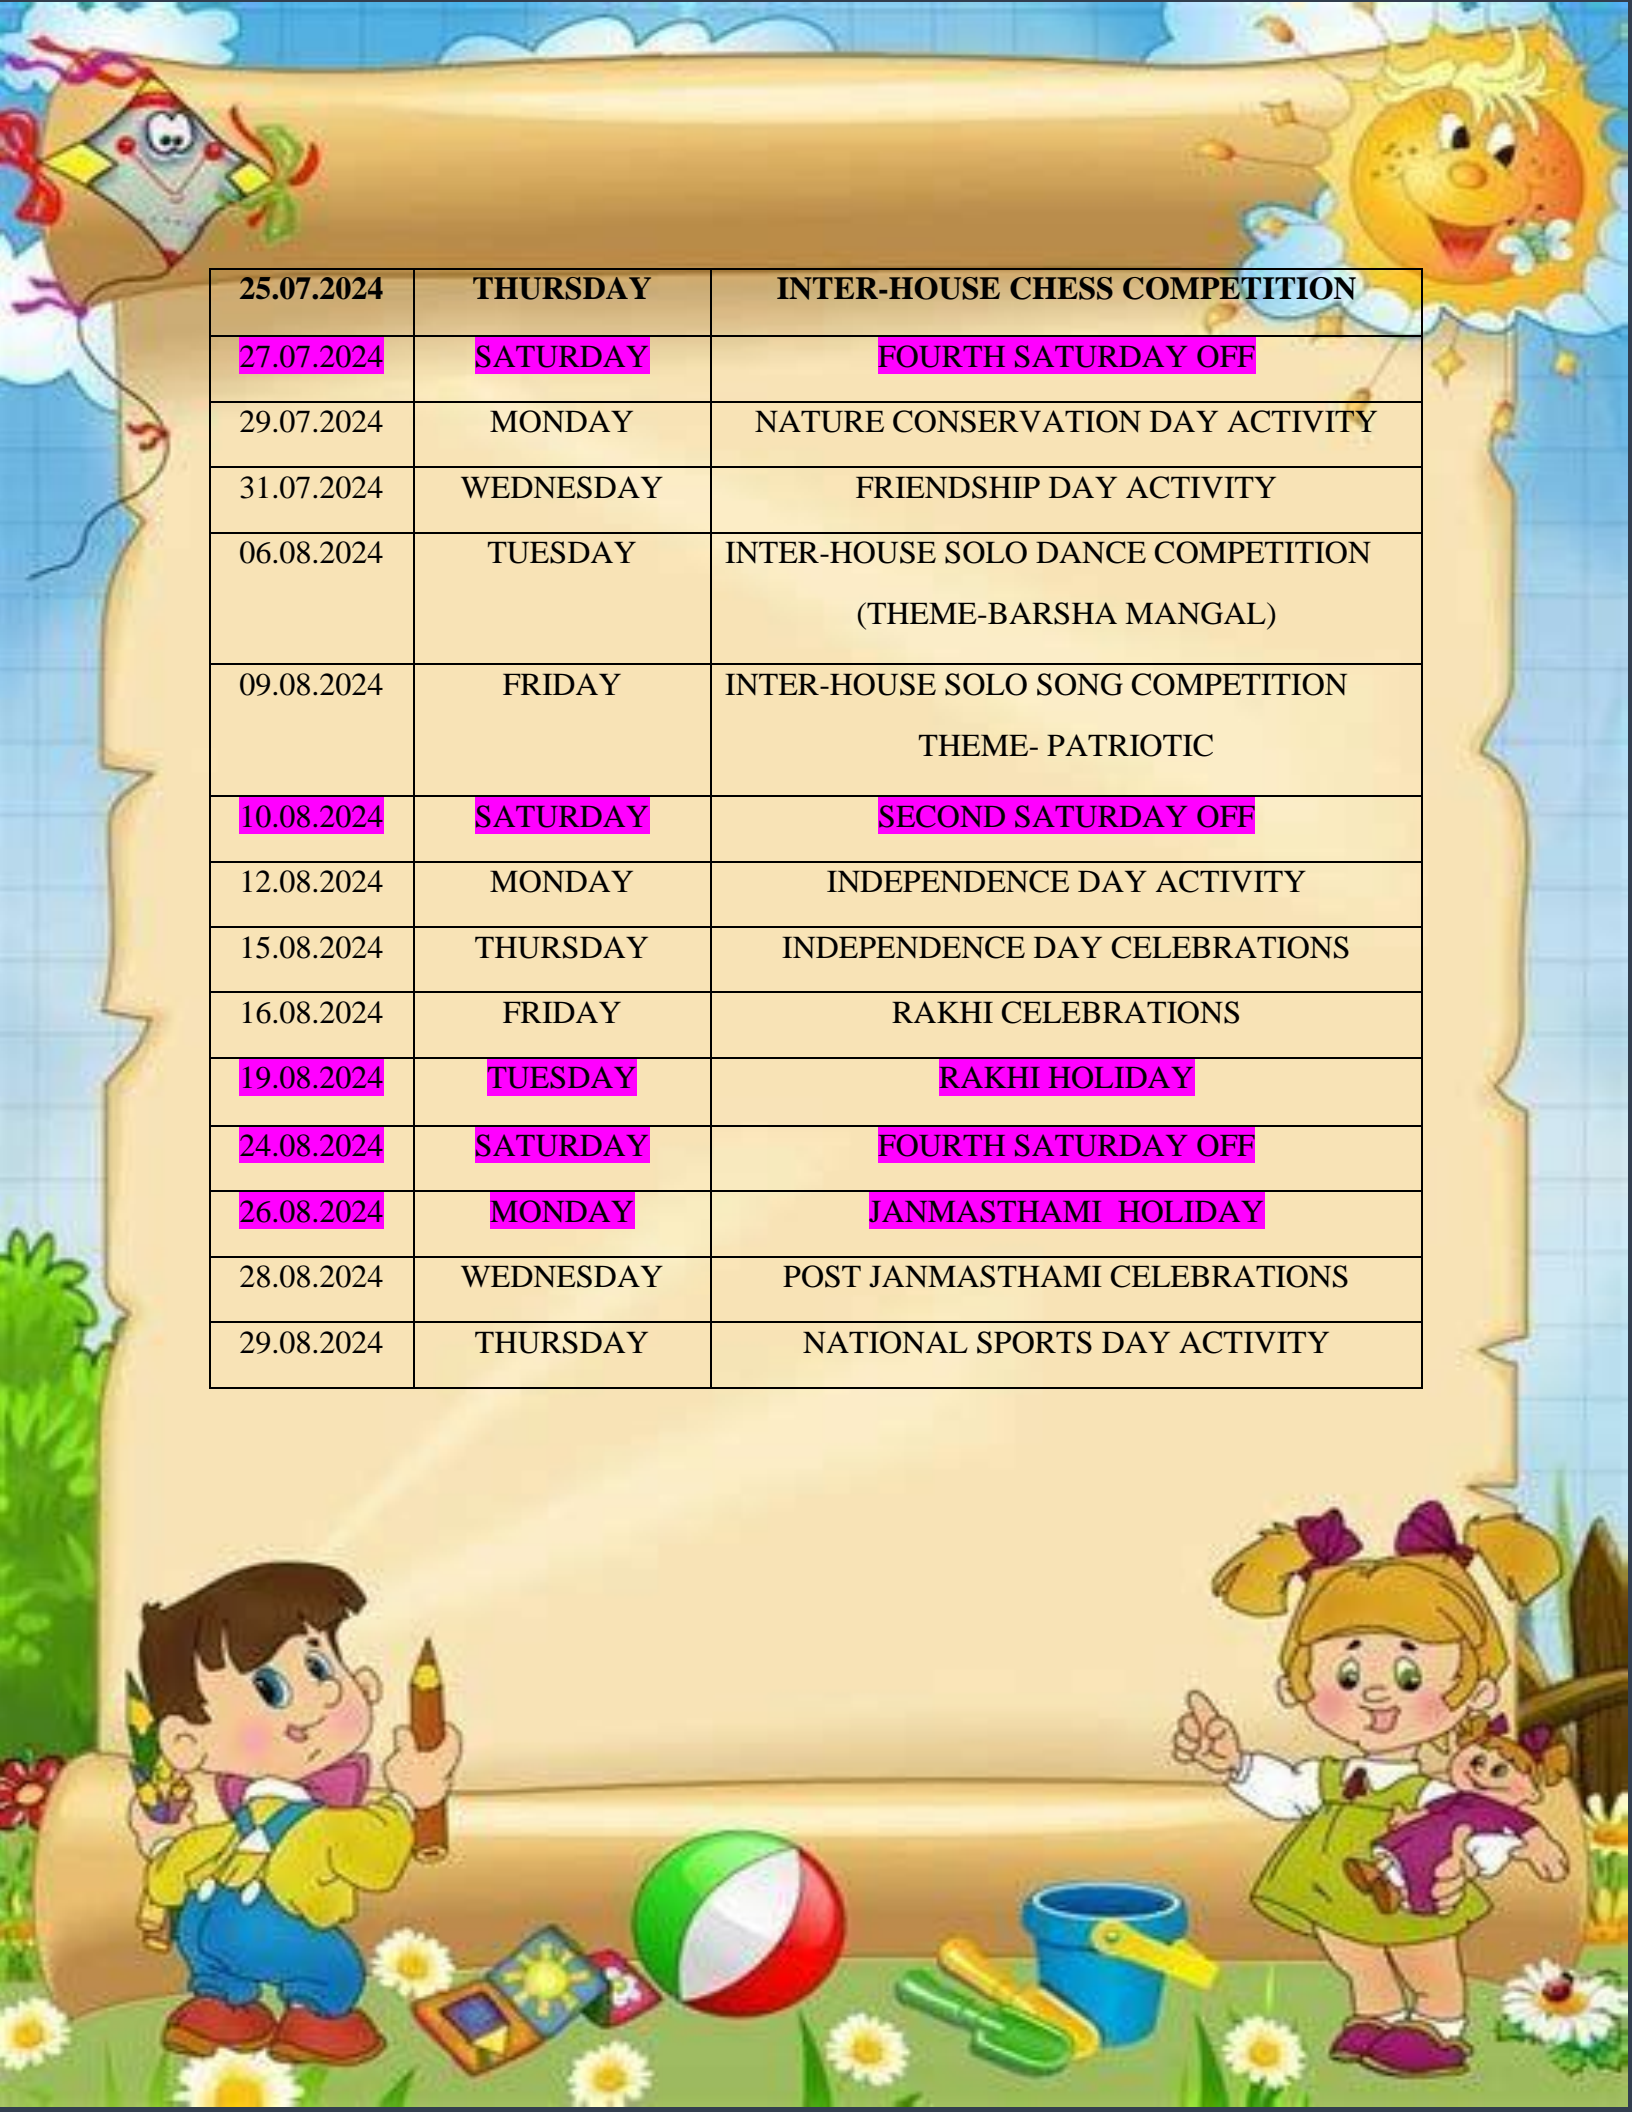 25.07.2024 THURSDAY INTER-HOUSE CHESS COMPETITION
27.07.2024 SATURDAY FOURTH SATURDAY OFF
29.07.2024 MONDAY NATURE CONSERVATION DAY ACTIVITY
31.07.2024 WEDNESDAY FRIENDSHIP DAY ACTIVITY
06.08.2024 TUESDAY INTER-HOUSE SOLO DANCE COMPETITION
(THEME-BARSHA MANGAL)
09.08.2024 FRIDAY INTER-HOUSE SOLO SONG COMPETITION
THEME- PATRIOTIC
10.08.2024 SATURDAY SECOND SATURDAY OFF
12.08.2024 MONDAY INDEPENDENCE DAY ACTIVITY
15.08.2024 THURSDAY INDEPENDENCE DAY CELEBRATIONS
16.08.2024 FRIDAY RAKHI CELEBRATIONS
19.08.2024 TUESDAY RAKHI HOLIDAY
24.08.2024 SATURDAY FOURTH SATURDAY OFF
26.08.2024 MONDAY JANMASTHAMI HOLIDAY
28.08.2024 WEDNESDAY POST JANMASTHAMI CELEBRATIONS
29.08.2024 THURSDAY NATIONAL SPORTS DAY ACTIVITY